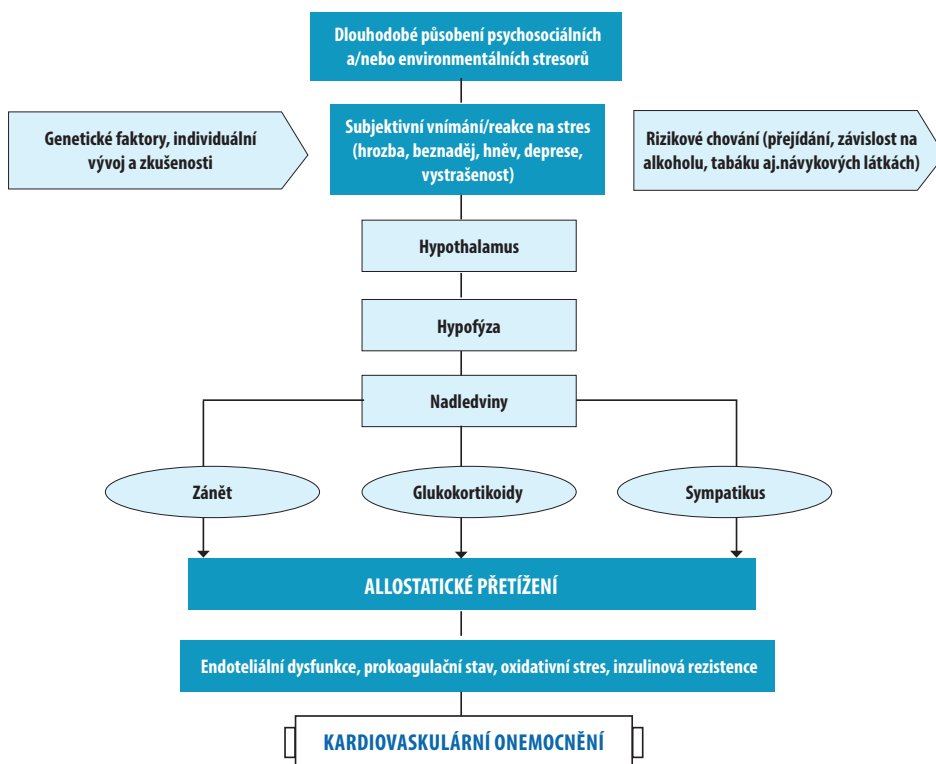 Dlouhodobé působení psychosociálních
a/nebo environmentálních stresorů
Genetické faktory, individuální
vývoj a zkušenosti
Subjektivní vnímání/reakce na stres
(hrozba, beznaděj, hněv, deprese,
vystrašenost)
Rizikové chování (přejídání, závislost na
alkoholu, tabáku aj.návykových látkách)
Hypothalamus
Hypofýza
Nadledviny
Zánět
Glukokortikoidy
Sympatikus
ALLOSTATICKÉ PŘETÍŽENÍ
Endoteliální dysfunkce, prokoagulační stav, oxidativní stres, inzulinová rezistence
KARDIOVASKULÁRNÍ ONEMOCNĚNÍ